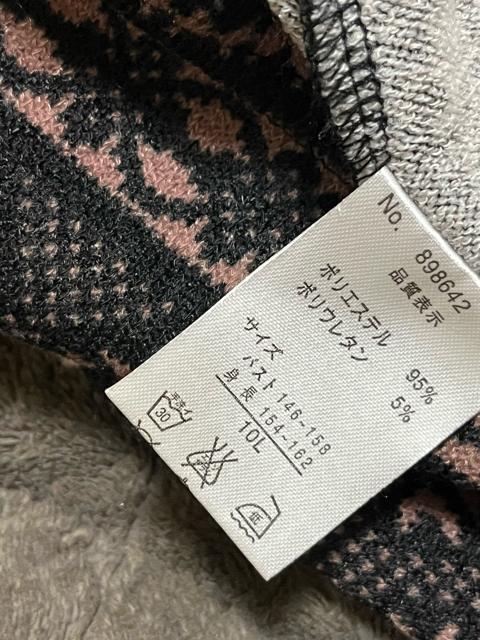 No. 898642
品質表示
ポリエステル 95%
ポリウレタン 5%
サイズ
バスト 146-158
身長 154-162
10L
30
低